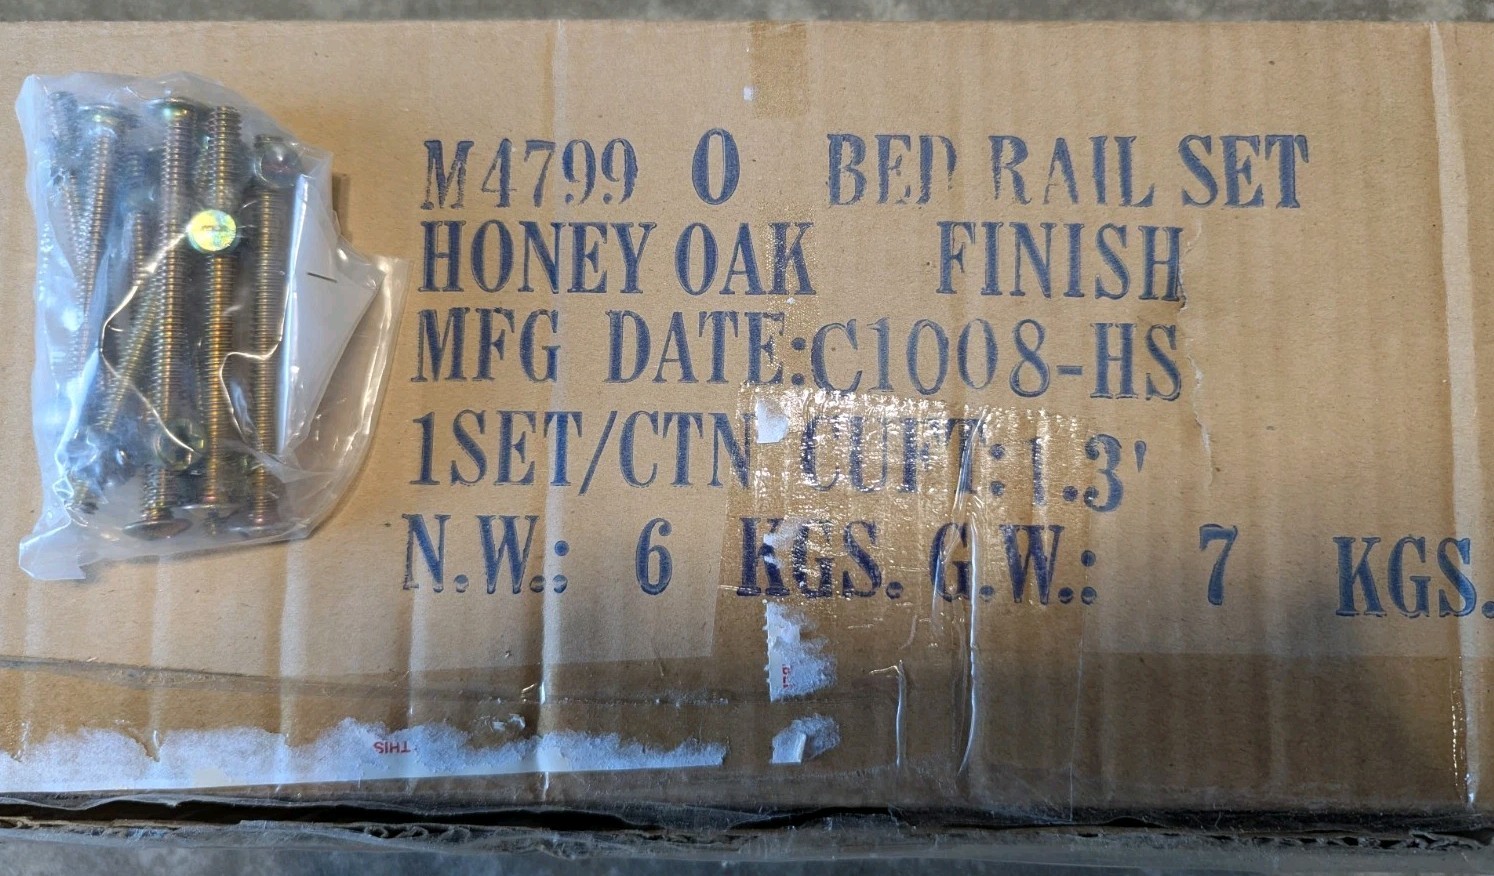 M4799 O BED RAIL SET
HONEY OAK FINISH
MFG DATE:C1008-HS
1SET/CTN CUFT:1.3'
N.W.: 6 KGS. G.W.: 7 KGS.
THIS